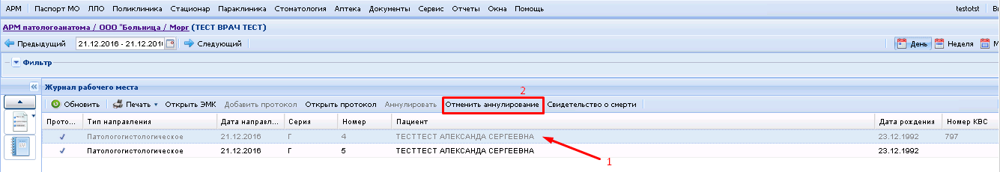 АРМ Паспорт МО ЛЛО Поликлиника Стационар Параклиника Стоматология Аптека Документы Сервис Отчеты Окна Помощь testotst
АРМ патологоанатома / ООО "Больница / Морг (ТЕСТ ВРАЧ ТЕСТ)
Предыдущий 21.12.2016 - 21.12.201 Следующий День Неделя М
Фильтр
Журнал рабочего места
2
Обновить Печать Открыть ЭМК Добавить протокол Открыть протокол Аннулировать Отменить аннулирование Свидетельство о смерти
Прото... Тип направления Дата направл... Серия Номер Пациент Дата рождения Номер КВС
Патологогистологическое 21.12.2016 Г 4 ТЕСТТЕСТ АЛЕКСАНДА СЕРГЕЕВНА 23.12.1992 797
Патологогистологическое 21.12.2016 Г 5 ТЕСТТЕСТ АЛЕКСАНДА СЕРГЕЕВНА 23.12.1992
1